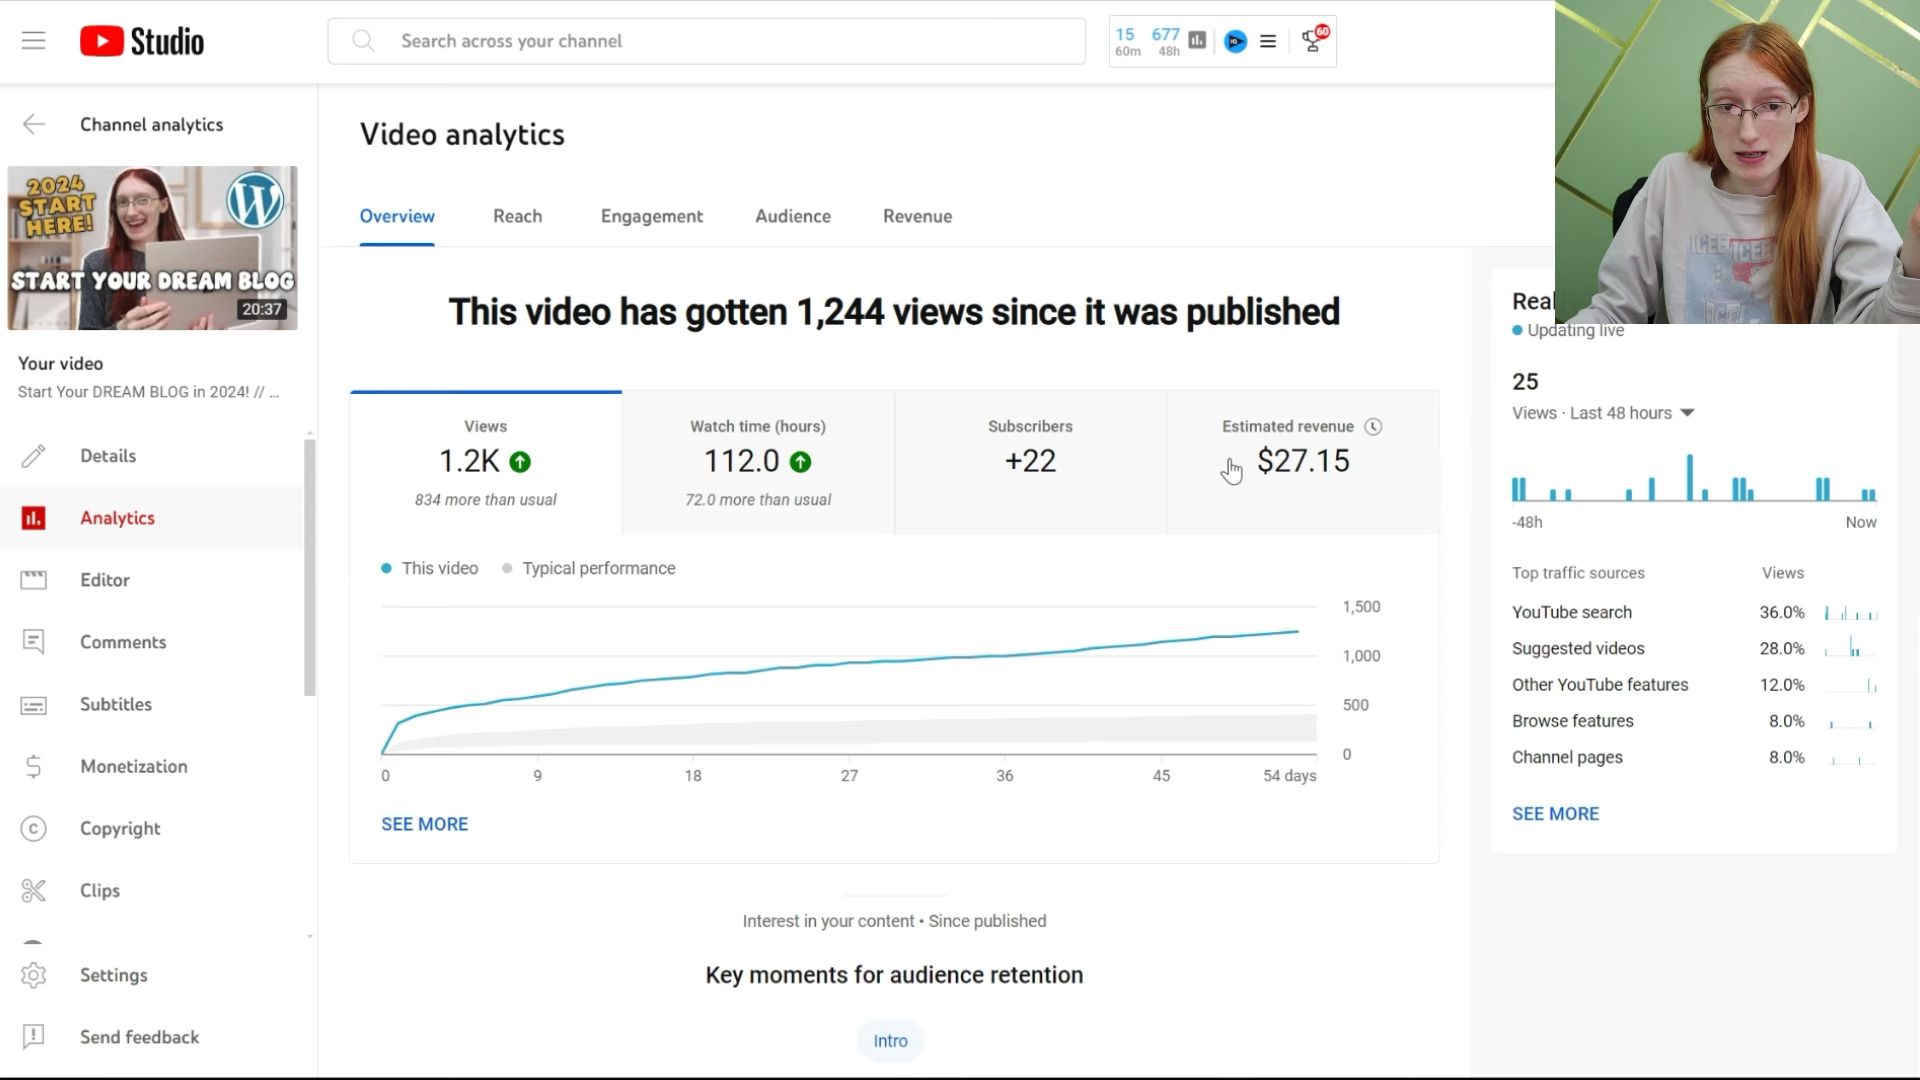 Studio
Search across your channel
15
60m
677
48h
60
Channel analytics
2024
START
HERE!
W
START YOUR DREAM BLOG
20:37
Your video
Start Your DREAM BLOG in 2024! // ...
Details
Analytics
Editor
Comments
Subtitles
Monetization
Copyright
Clips
Settings
Send feedback
Video analytics
Overview
Reach
Engagement
Audience
Revenue
This video has gotten 1,244 views since it was published
Views
1.2K
834 more than usual
Watch time (hours)
112.0
72.0 more than usual
Subscribers
+22
Estimated revenue
$27.15
This video
Typical performance
1,500
1,000
500
0
0
9
18
27
36
45
54 days
SEE MORE
Interest in your content • Since published
Key moments for audience retention
Intro
ICEE ICEE
Real
Updating live
25
Views · Last 48 hours
-48h
Now
Top traffic sources
Views
YouTube search
36.0%
Suggested videos
28.0%
Other YouTube features
12.0%
Browse features
8.0%
Channel pages
8.0%
SEE MORE